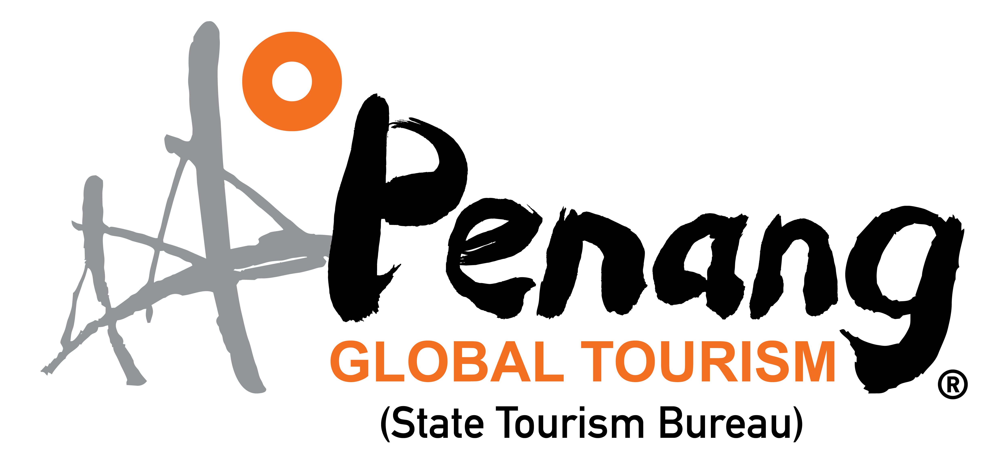 Penang
GLOBAL TOURISM ®
(State Tourism Bureau)